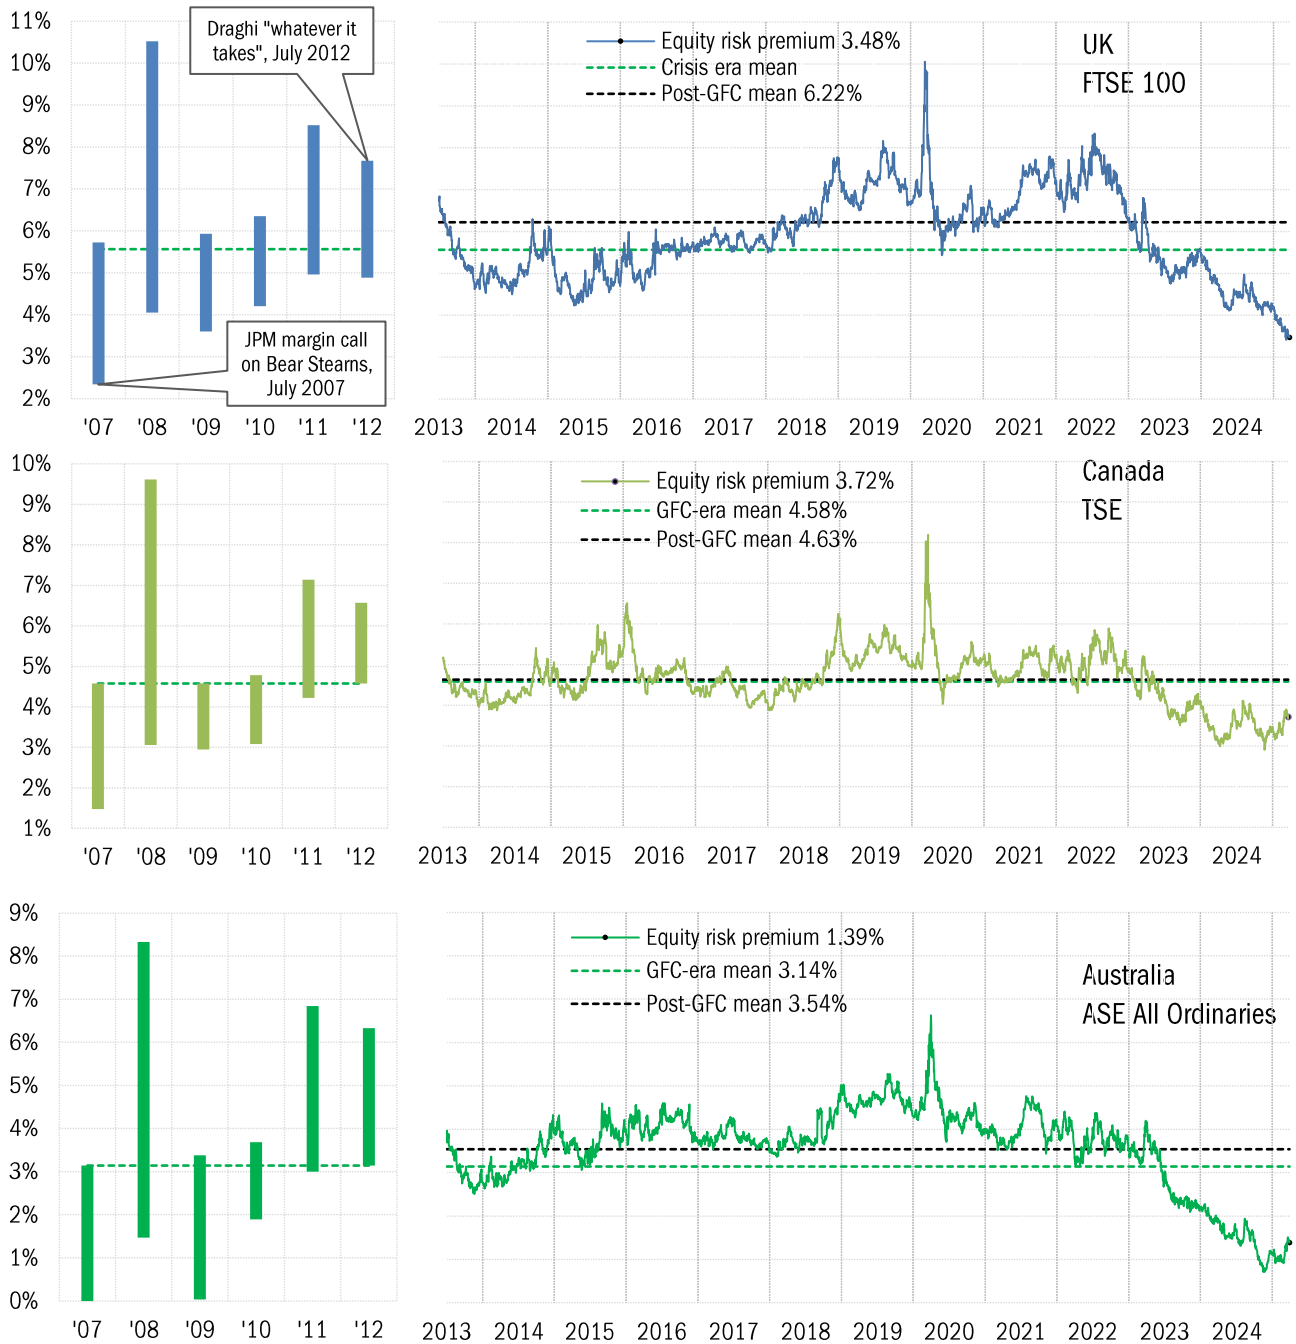 11%
10%
9%
8%
7%
6%
5%
4%
3%
2%
Draghi "whatever it
takes", July 2012
JPM margin call
on Bear Stearns,
July 2007
'07 '08 '09 '10 '11 '12
Equity risk premium 3.48%
Crisis era mean
Post-GFC mean 6.22%
UK
FTSE 100
2013 2014 2015 2016 2017 2018 2019 2020 2021 2022 2023 2024
10%
9%
8%
7%
6%
5%
4%
3%
2%
1%
'07 '08 '09 '10 '11 '12
Equity risk premium 3.72%
GFC-era mean 4.58%
Post-GFC mean 4.63%
Canada
TSE
2013 2014 2015 2016 2017 2018 2019 2020 2021 2022 2023 2024
9%
8%
7%
6%
5%
4%
3%
2%
1%
0%
'07 '08 '09 '10 '11 '12
Equity risk premium 1.39%
GFC-era mean 3.14%
Post-GFC mean 3.54%
Australia
ASE All Ordinaries
2013 2014 2015 2016 2017 2018 2019 2020 2021 2022 2023 2024